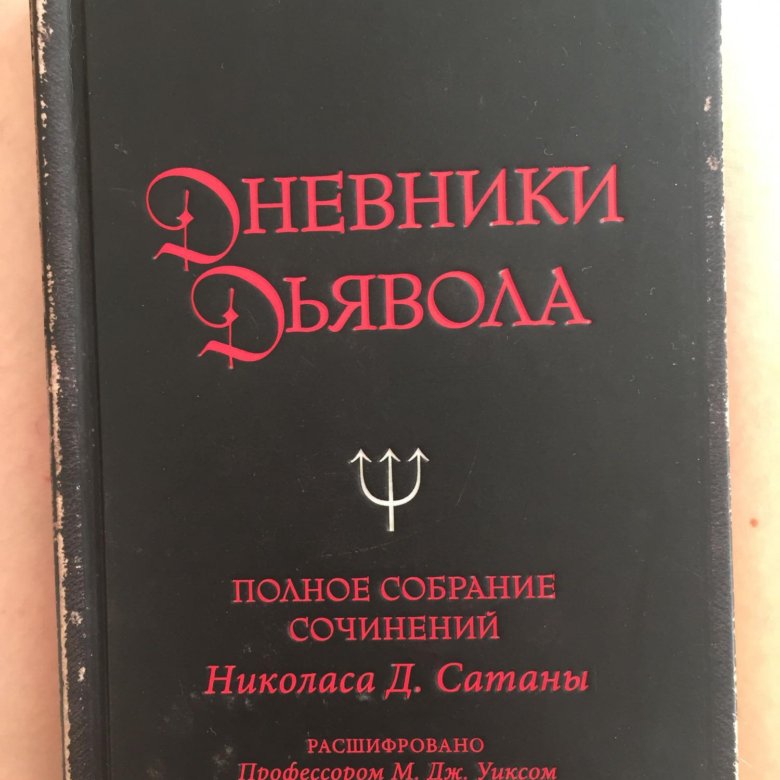 ДНЕВНИКИ
ДЬЯВОЛА
ПОЛНОЕ СОБРАНИЕ
СОЧИНЕНИЙ
Николаса Д. Сатаны
РАСШИФРОВАНО
Профессором М. Дж. Уиксом